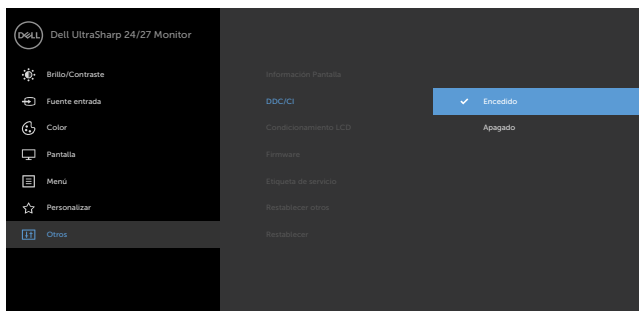 DELL
Dell UltraSharp 24/27 Monitor
Brillo/Contraste
Fuente entrada
Color
Pantalla
Menú
Personalizar
Otros
Información Pantalla
DDC/CI
Condicionamiento LCD
Firmware
Etiqueta de servicio
Restablecer otros
Restablecer
Encedido
Apagado